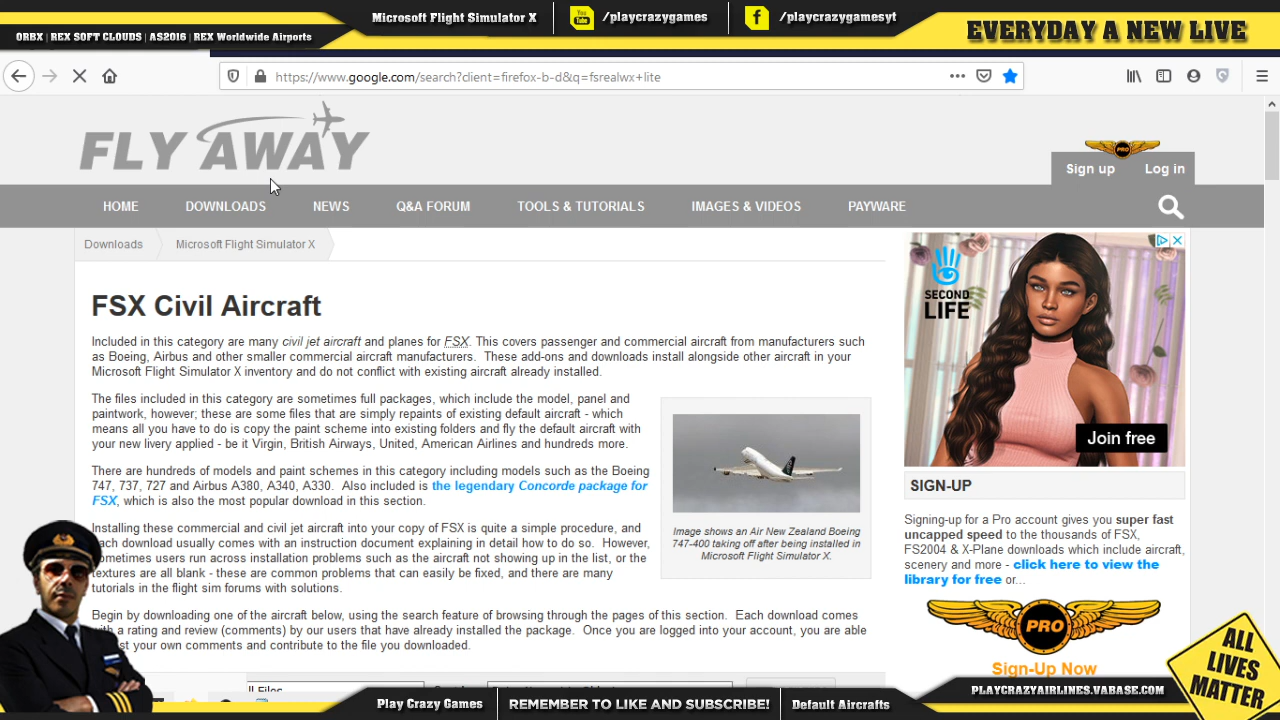 Microsoft Flight Simulator X
You Tube
/playcrazygames
f
/playcrazygamesyt
EVERYDAY A NEW LIVE
ORBX | REX SOFT CLOUDS | AS2016 | REX Worldwide Airports
https://www.google.com/search?client=firefox-b-d&q=fsrealwx+lite
FLY AWAY
PRO
Sign up
Log in
HOME
DOWNLOADS
NEWS
Q&A FORUM
TOOLS & TUTORIALS
IMAGES & VIDEOS
PAYWARE
Downloads
Microsoft Flight Simulator X
FSX Civil Aircraft
Included in this category are many civil jet aircraft and planes for FSX. This covers passenger and commercial aircraft from manufacturers such
as Boeing, Airbus and other smaller commercial aircraft manufacturers. These add-ons and downloads install alongside other aircraft in your
Microsoft Flight Simulator X inventory and do not conflict with existing aircraft already installed.
The files included in this category are sometimes full packages, which include the model, panel and
paintwork, however; these are some files that are simply repaints of existing default aircraft - which
means all you have to do is copy the paint scheme into existing folders and fly the default aircraft with
your new livery applied - be it Virgin, British Airways, United, American Airlines and hundreds more.
There are hundreds of models and paint schemes in this category including models such as the Boeing
747, 737, 727 and Airbus A380, A340, A330. Also included is the legendary Concorde package for
FSX, which is also the most popular download in this section.
Image shows an Air New Zealand Boeing
747-400 taking off after being installed in
Microsoft Flight Simulator X.
Installing these commercial and civil jet aircraft into your copy of FSX is quite a simple procedure, and
each download usually comes with an instruction document explaining in detail how to do so. However,
sometimes users run across installation problems such as the aircraft not showing up in the list, or the
textures are all blank - these are common problems that can easily be fixed, and there are many
tutorials in the flight sim forums with solutions.
Begin by downloading one of the aircraft below, using the search feature of browsing through the pages of this section. Each download comes
with a rating and review (comments) by our users that have already installed the package. Once you are logged into your account, you are able
st your own comments and contribute to the file you downloaded.
SECOND
LIFE
Join free
SIGN-UP
Signing-up for a Pro account gives you super fast
uncapped speed to the thousands of FSX,
FS2004 & X-Plane downloads which include aircraft,
scenery and more - click here to view the
library for free or...
PRO
Sign-Up Now
ALL
LIVES
MATTER
PLAYCRAZYAIRLINES.VABASE.COM
Play Crazy Games
REMEMBER TO LIKE AND SUBSCRIBE!
Default Aircrafts